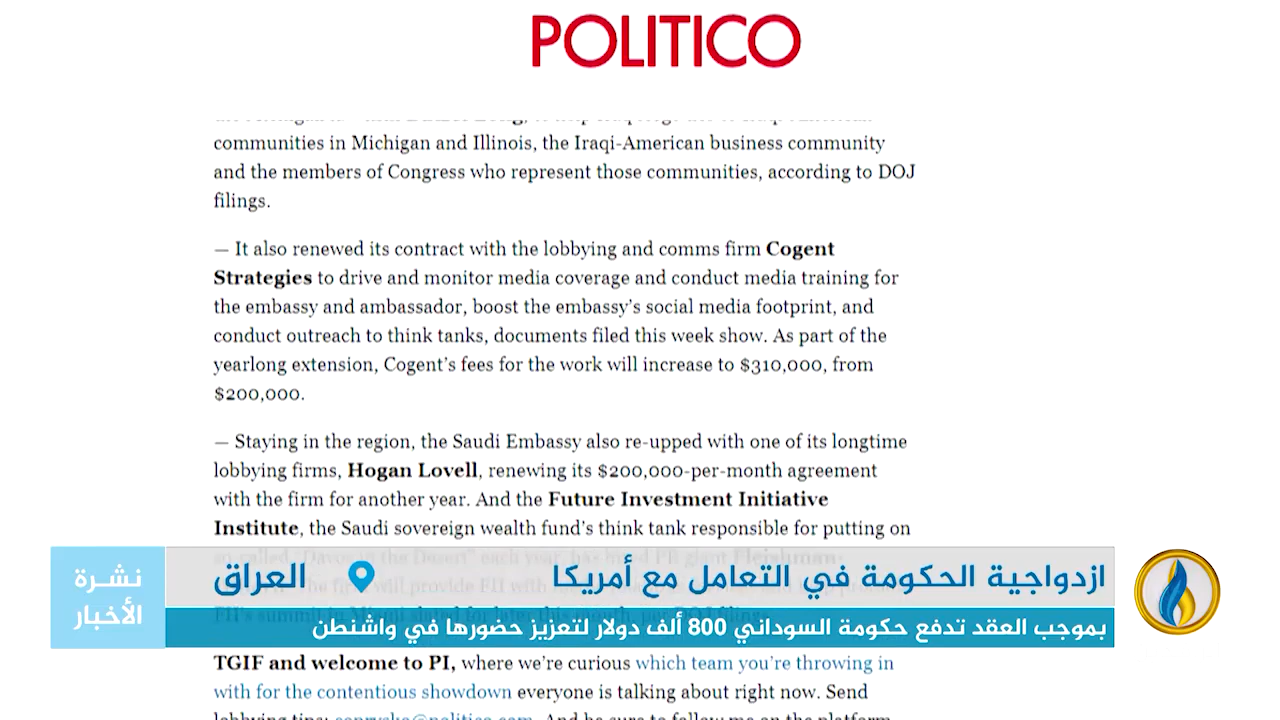 POLITICO
communities in Michigan and Illinois, the Iraqi-American business community
and the members of Congress who represent those communities, according to DOJ
filings.
— It also renewed its contract with the lobbying and comms firm Cogent
Strategies to drive and monitor media coverage and conduct media training for
the embassy and ambassador, boost the embassy’s social media footprint, and
conduct outreach to think tanks, documents filed this week show. As part of the
yearlong extension, Cogent’s fees for the work will increase to $310,000, from
$200,000.
— Staying in the region, the Saudi Embassy also re-upped with one of its longtime
lobbying firms, Hogan Lovell, renewing its $200,000-per-month agreement
with the firm for another year. And the Future Investment Initiative
Institute, the Saudi sovereign wealth fund’s think tank responsible for putting on
نشرة
الأخبار
العراق
ازدواجية الحكومة في التعامل مع أمريكا
بموجب العقد تدفع حكومة السوداني 800 ألف دولار لتعزيز حضورها في واشنطن
TGIF and welcome to PI, where we’re curious which team you’re throwing in
with for the contentious showdown everyone is talking about right now. Send